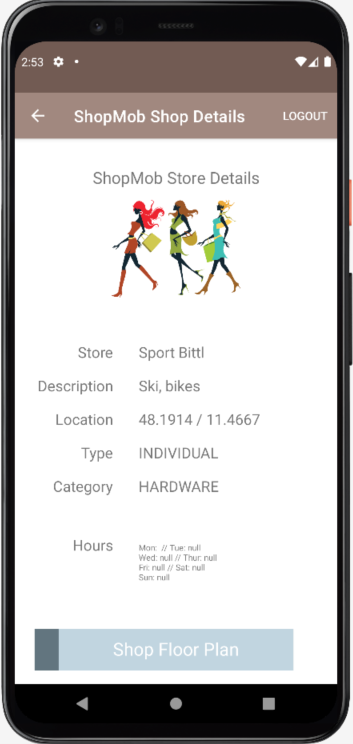 2:53
ShopMob Shop Details LOGOUT
ShopMob Store Details
Store Sport Bittl
Description Ski, bikes
Location 48.1914 / 11.4667
Type INDIVIDUAL
Category HARDWARE
Hours Mon: // Tue: null
Wed: null // Thur: null
Fri: null // Sat: null
Sun: null
Shop Floor Plan